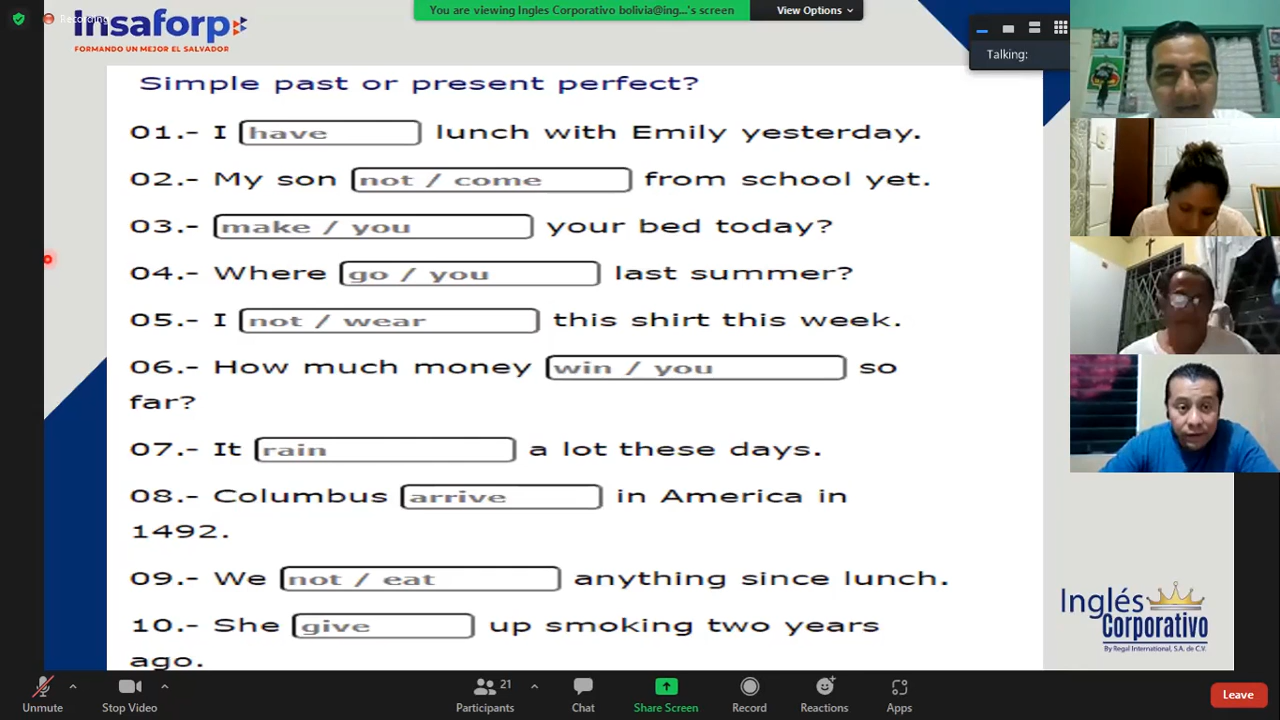 Recording
You are viewing Ingles Corporativo bolivia@ing...'s screen
View Options
Insaforp
FORMANDO UN MEJOR EL SALVADOR
Talking:
Simple past or present perfect?
01.- I have lunch with Emily yesterday.
02.- My son not / come from school yet.
03.- make / you your bed today?
04.- Where go / you last summer?
05.- I not / wear this shirt this week.
06.- How much money win / you so
far?
07.- It rain a lot these days.
08.- Columbus arrive in America in
1492.
09.- We not / eat anything since lunch.
10.- She give up smoking two years
ago.
Inglés
Corporativo
By Regal International, S.A. de C.V.
Unmute
Stop Video
21
Participants
Chat
Share Screen
Record
Reactions
Apps
Leave